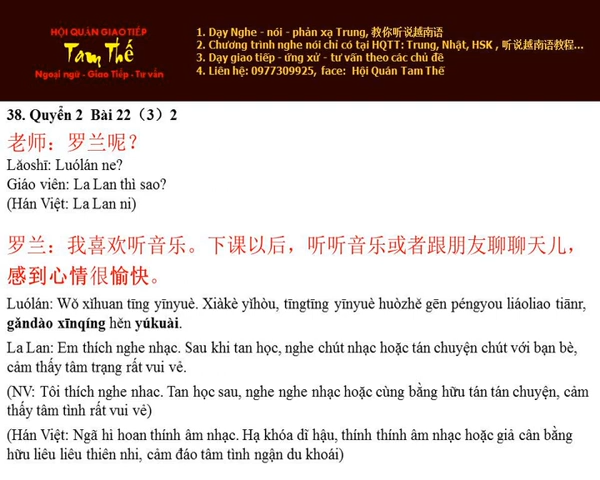 HỘI QUÁN GIAO TIẾP
Tam Thế
Ngoại ngữ - Giao Tiếp - Tư vấn
1. Dạy Nghe - nói - phản xạ Trung, 教你听说越南语
2. Chương trình nghe nói chỉ có tại HQTT: Trung, Nhật, HSK , 听说越南语教程...
3. Dạy giao tiếp - ứng xử - tư vấn theo các chủ đề
4. Liên hệ: 0977309925, face: Hội Quán Tam Thế
38. Quyển 2 Bài 22（3）2
老师：罗兰呢？
Lǎoshī: Luólán ne?
Giáo viên: La Lan thì sao?
(Hán Việt: La Lan ni)
罗兰：我喜欢听音乐。下课以后，听听音乐或者跟朋友聊聊天儿，
感到心情很愉快。
Luólán: Wǒ xǐhuan tīng yīnyuè. Xiàkè yǐhòu, tīngtīng yīnyuè huòzhě gēn péngyou liáoliao tiānr,
gǎndào xīnqíng hěn yúkuài.
La Lan: Em thích nghe nhạc. Sau khi tan học, nghe chút nhạc hoặc tán chuyện chút với bạn bè,
cảm thấy tâm trạng rất vui vẻ.
(NV: Tôi thích nghe nhac. Tan học sau, nghe nghe nhạc hoặc cùng bằng hữu tán tán chuyện, cảm
thấy tâm tình rất vui vẻ)
(Hán Việt: Ngã hỉ hoan thính âm nhạc. Hạ khóa dĩ hậu, thính thính âm nhạc hoặc giả cân bằng
hữu liêu liêu thiên nhi, cảm đáo tâm tình ngận du khoái)